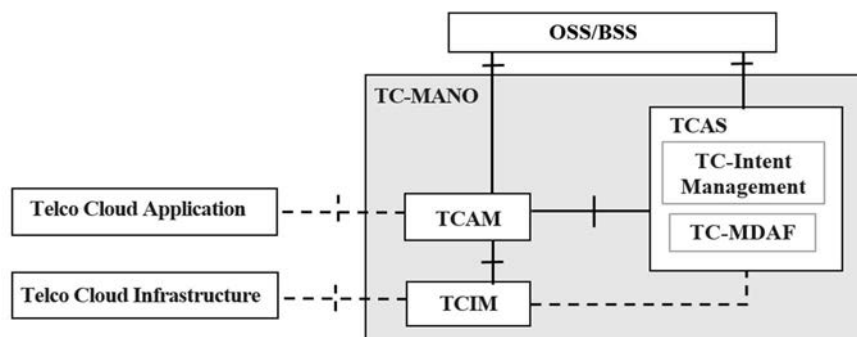 OSS/BSS
TC-MANO
TCAS
TC-Intent
Management
TC-MDAF
Telco Cloud Application
TCAM
Telco Cloud Infrastructure
TCIM